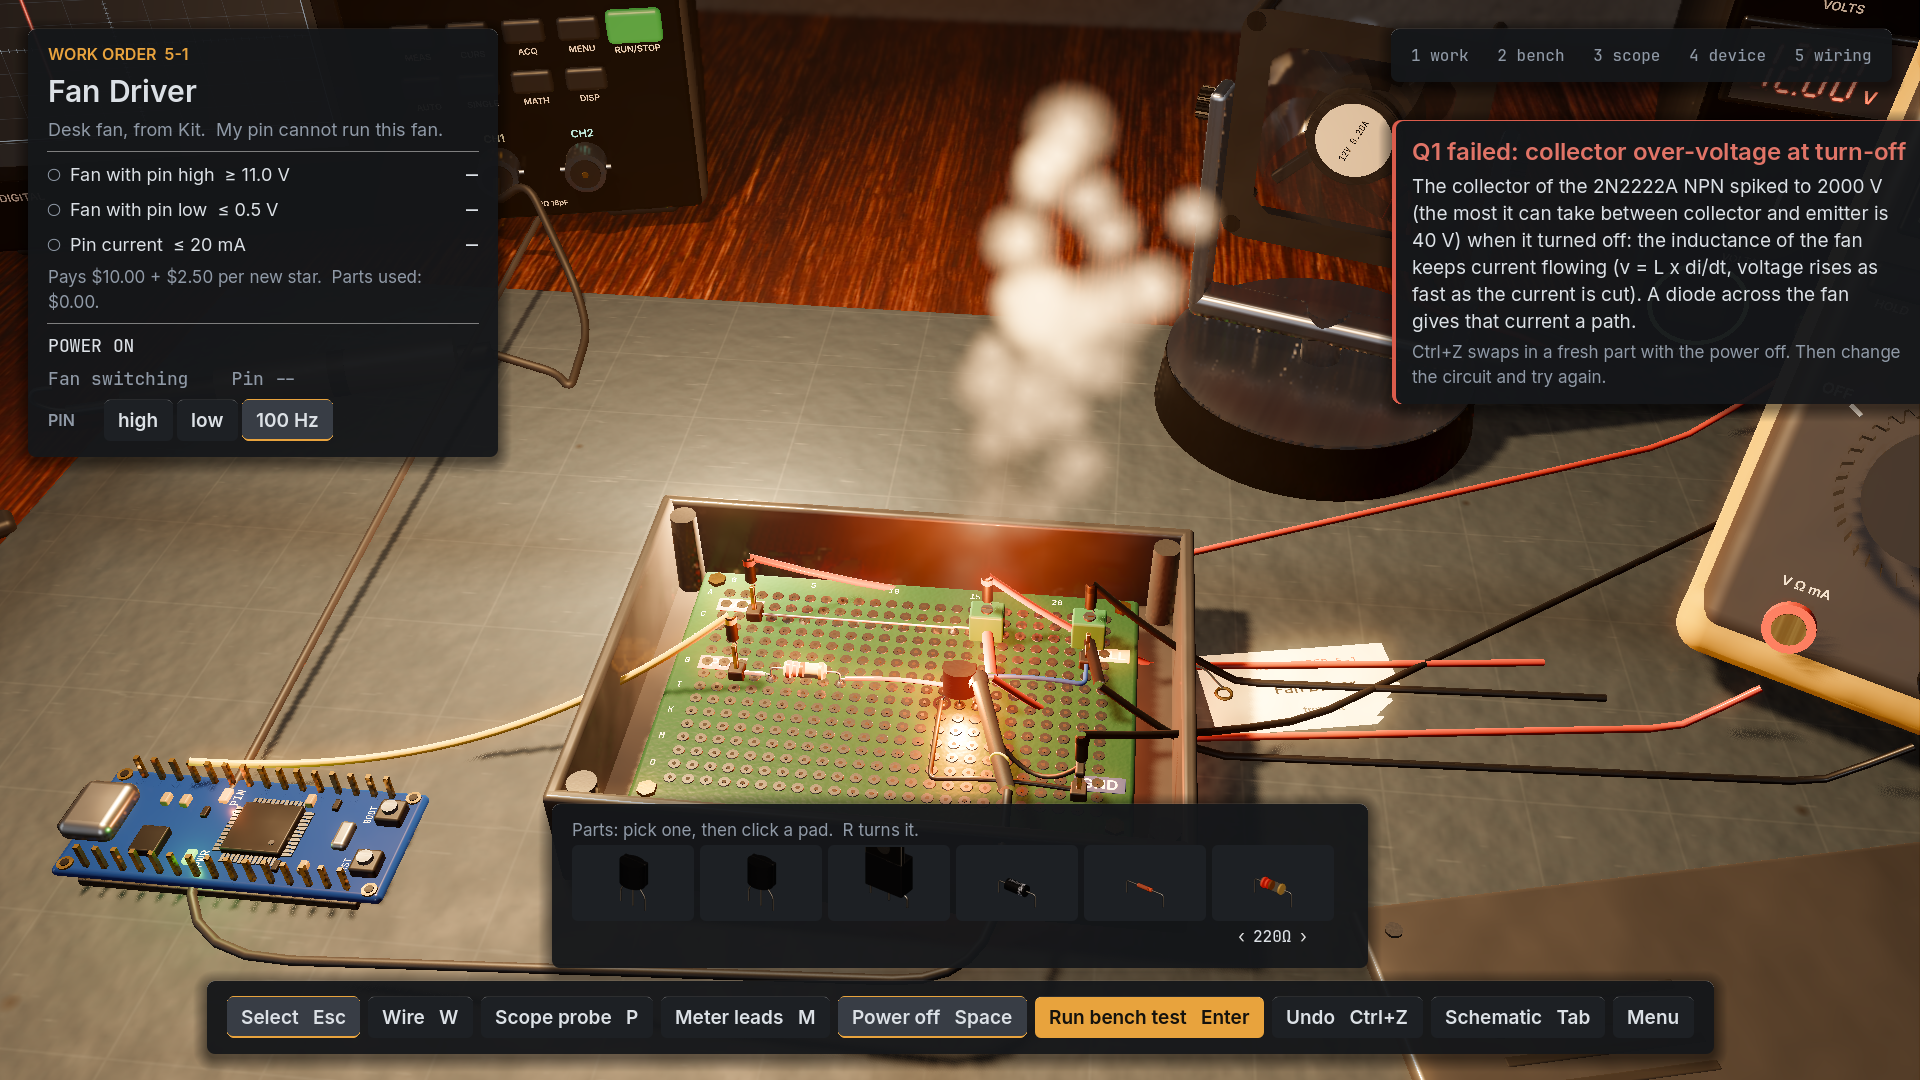 WORK ORDER 5-1
Fan Driver
Desk fan, from Kit. My pin cannot run this fan.
Fan with pin high ≥ 11.0 V —
Fan with pin low ≤ 0.5 V —
Pin current ≤ 20 mA —
Pays $10.00 + $2.50 per new star. Parts used:
$0.00.
POWER ON
Fan switching Pin --
PIN high low 100 Hz
ACQ MENU RUN/STOP
MATH DISP
CH2
12V 0.20A
VOLTS
1 work 2 bench 3 scope 4 device 5 wiring
Q1 failed: collector over-voltage at turn-off
The collector of the 2N2222A NPN spiked to 2000 V
(the most it can take between collector and emitter is
40 V) when it turned off: the inductance of the fan
keeps current flowing (v = L x di/dt, voltage rises as
fast as the current is cut). A diode across the fan
gives that current a path.
Ctrl+Z swaps in a fresh part with the power off. Then change
the circuit and try again.
OFF
V Ω mA
PIN
BOOT
Parts: pick one, then click a pad. R turns it.
‹ 220Ω ›
Select Esc Wire W Scope probe P Meter leads M Power off Space Run bench test Enter Undo Ctrl+Z Schematic Tab Menu